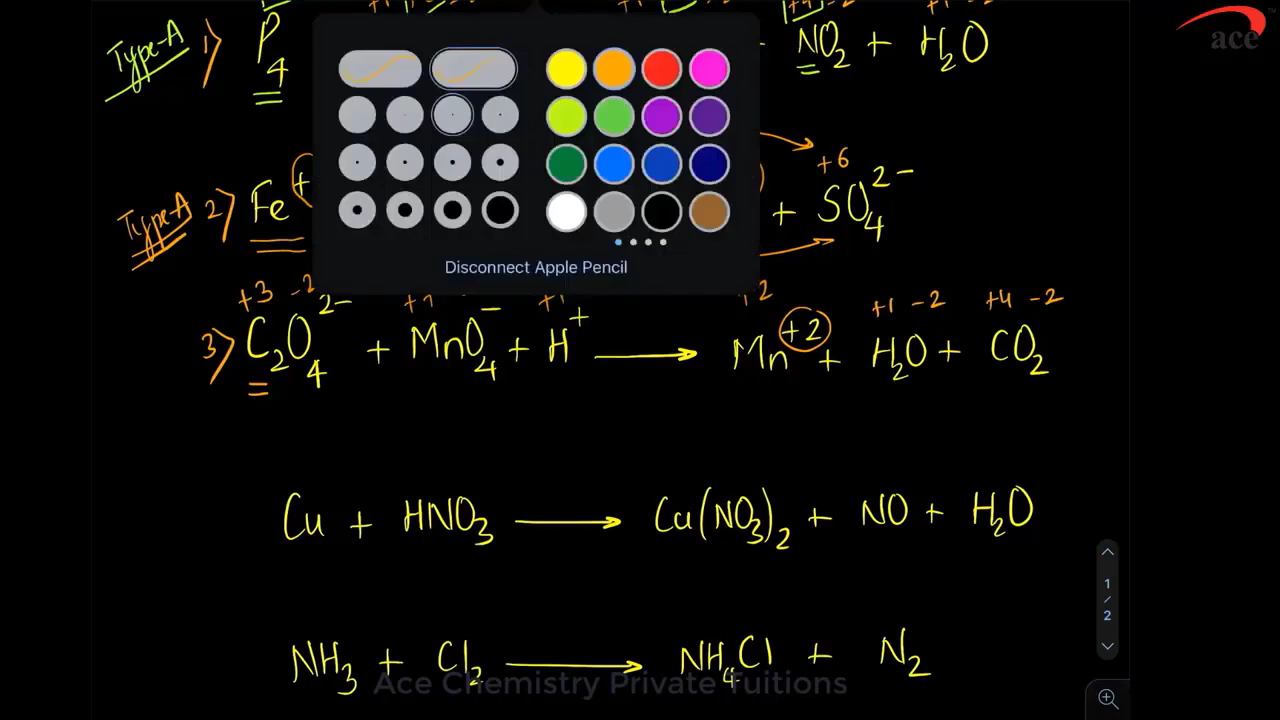 Type-A 1) P4 NO2 + H2O
ace
+6
Type-A 2) Fe + SO4^2-
+3 -2 +2 +1 -2 +4 -2
3) C2O4^2- + MnO4^- + H^+ → Mn^+2 + H2O + CO2
Disconnect Apple Pencil
Cu + HNO3 → Cu(NO3)2 + NO + H2O
1 / 2
NH3 + Cl2 → NH4Cl + N2
Ace Chemistry Private Tuitions